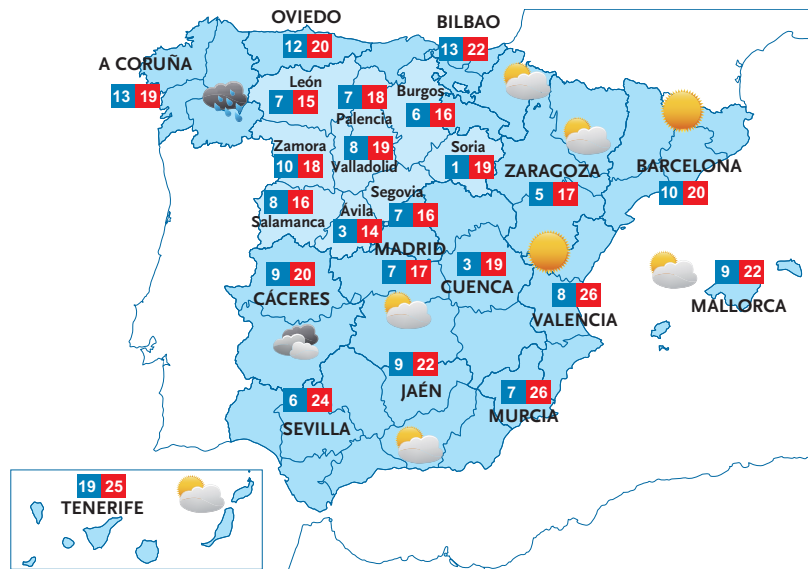 OVIEDO
12 20
BILBAO
13 22
A CORUÑA
13 19
León
7 15
7 18
Palencia
Burgos
6 16
Zamora
10 18
8 19
Valladolid
Soria
1 19
ZARAGOZA
5 17
BARCELONA
10 20
8 16
Salamanca
Ávila
3 14
Segovia
7 16
MADRID
7 17
3 19
CUENCA
9 20
CÁCERES
8 26
VALENCIA
9 22
MALLORCA
9 22
JAÉN
7 26
MURCIA
6 24
SEVILLA
19 25
TENERIFE